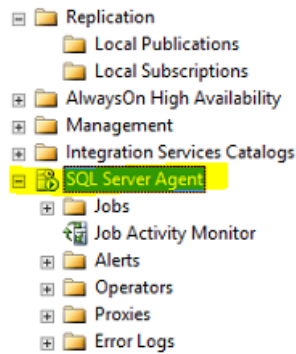 Replication
Local Publications
Local Subscriptions
AlwaysOn High Availability
Management
Integration Services Catalogs
SQL Server Agent
Jobs
Job Activity Monitor
Alerts
Operators
Proxies
Error Logs